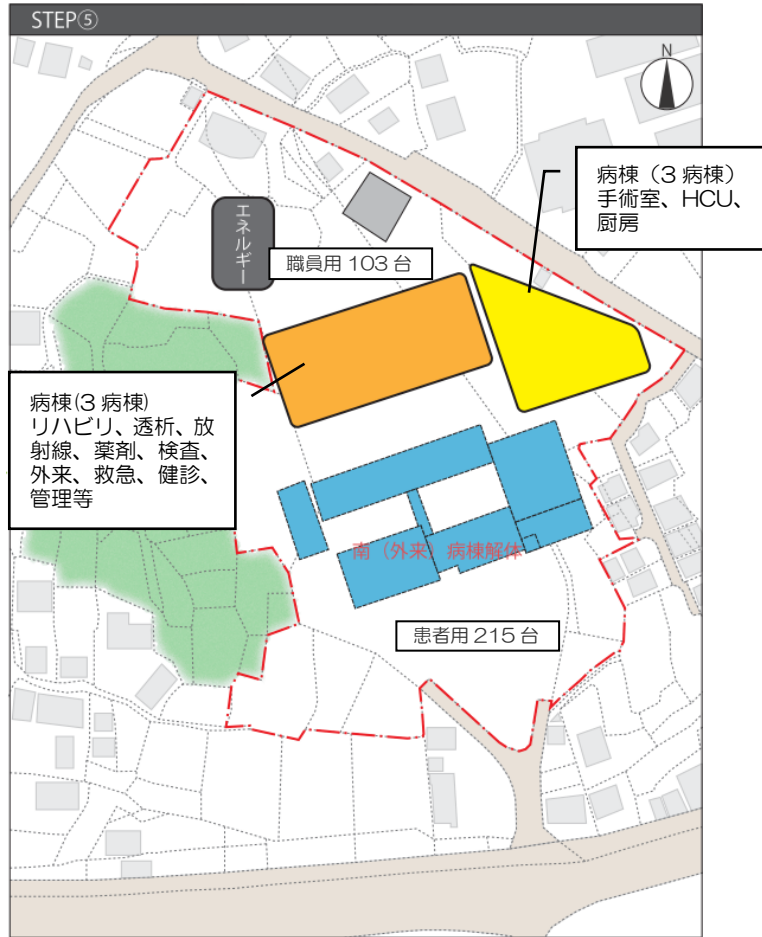 STEP⑤
N
病棟（3 病棟）
手術室、HCU、
厨房
エネルギー
職員用 103 台
病棟(3 病棟)
リハビリ、透析、放
射線、薬剤、検査、
外来、救急、健診、
管理等
南（外来）病棟解体
患者用 215 台